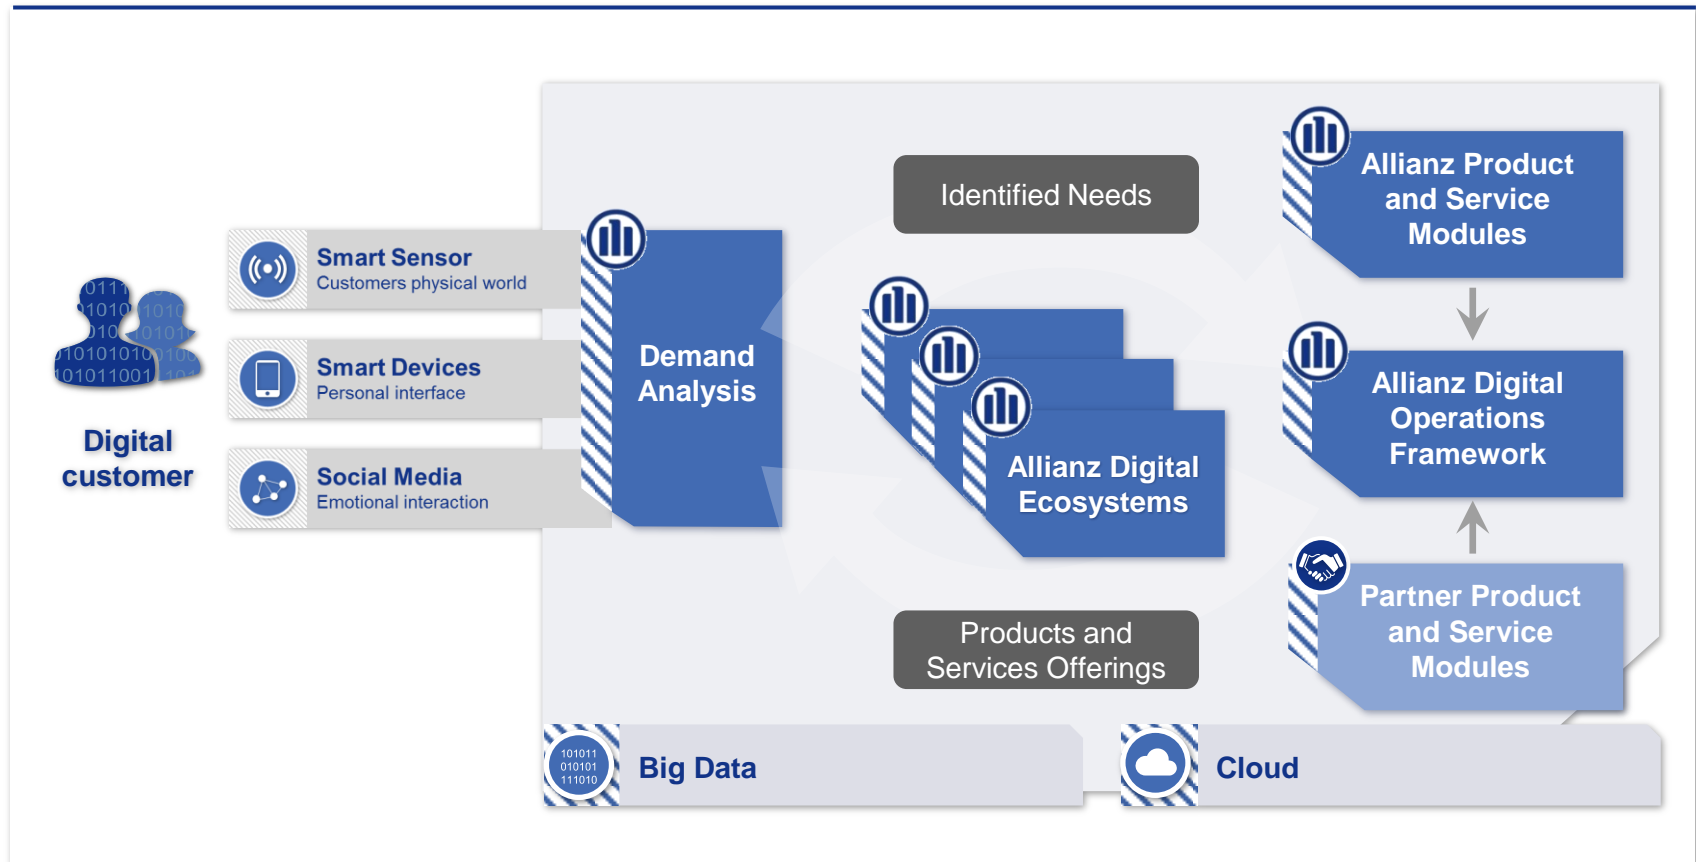 Digital
customer
Smart Sensor
Customers physical world
Smart Devices
Personal interface
Social Media
Emotional interaction
Demand
Analysis
Identified Needs
Allianz Digital
Ecosystems
Products and
Services Offerings
Allianz Product
and Service
Modules
Allianz Digital
Operations
Framework
Partner Product
and Service
Modules
101011
010101
111010
Big Data
Cloud